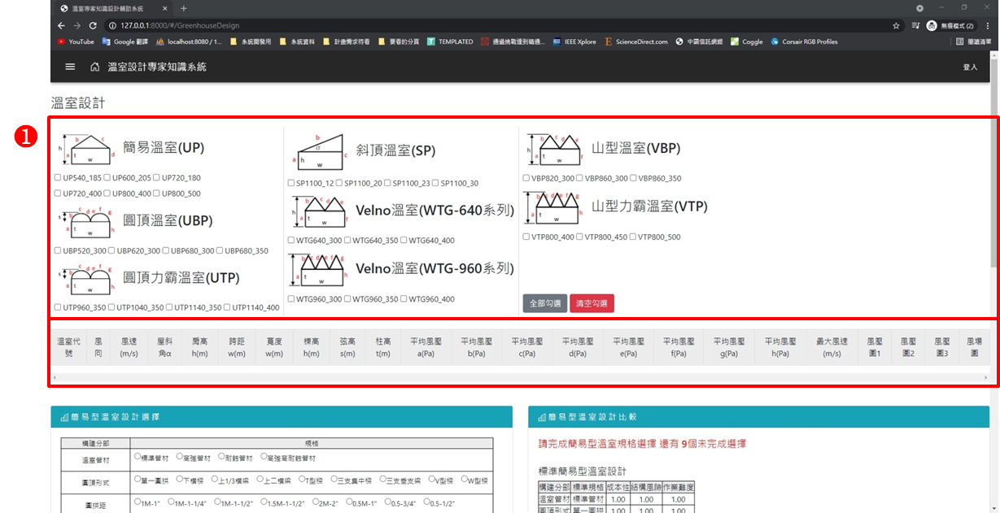 溫室專家知識設計輔助系統
127.0.0.1:8000/#/GreenhouseDesign
無痕模式 (2)
YouTube Google 翻譯 localhost:8080 / 1... 系統開發用 系統資料 計畫需求符者 要看的分頁 TEMPLATED IEEE Xplore ScienceDirect.com 中國信託網銀 Coggle Corsair RGB Profiles 閱讀清單
溫室設計專家知識系統 登入
溫室設計
1
簡易溫室(UP)
UP540_185 UP600_205 UP720_180
UP720_400 UP800_400 UP800_500
圓頂溫室(UBP)
UBP520_300 UBP620_300 UBP680_300 UBP680_350
圓頂力霸溫室(UTP)
UTP960_350 UTP1040_350 UTP1140_350 UTP1140_400
斜頂溫室(SP)
SP1100_12 SP1100_20 SP1100_23 SP1100_30
Velno溫室(WTG-640系列)
WTG640_300 WTG640_350 WTG640_400
Velno溫室(WTG-960系列)
WTG960_300 WTG960_350 WTG960_400
山型溫室(VBP)
VBP820_300 VBP860_300 VBP860_350
山型力霸溫室(VTP)
VTP800_400 VTP800_450 VTP800_500
全部勾選 清空勾選
溫室代號 風向 風速(m/s) 屋斜角α 肩高h(m) 跨距w(m) 寬度w(m) 棟高h(m) 弦高s(m) 柱高t(m) 平均風壓a(Pa) 平均風壓b(Pa) 平均風壓c(Pa) 平均風壓d(Pa) 平均風壓e(Pa) 平均風壓f(Pa) 平均風壓g(Pa) 平均風壓h(Pa) 最大風速(m/s) 風壓圖1 風壓圖2 風壓圖3 風場圖
簡易型溫室設計選擇
構建分部 規格
溫室管材 標準管材 高強管材 耐蝕管材 高強高耐蝕管材
圓頂形式 單一圓拱 下橫樑 上1/3橫梁 上二橫梁 T型樑 三支集中樑 三支垂支梁 V型樑 W型樑
圓拱距 1M-1" 1M-1-1/4" 1M-1-1/2" 1.5M-1-1/2" 2M-2" 0.5M-1" 0.5-3/4" 0.5-1/2"
簡易型溫室設計比較
請完成簡易型溫室規格選擇 還有 9個未完成選擇
標準簡易型溫室設計
構建分部 標準規格 成本性 結構風險 作業難度
溫室管材 標準管材 1.00 1.00 1.00
圓頂形式 單一圓拱 1.00 1.00 1.00